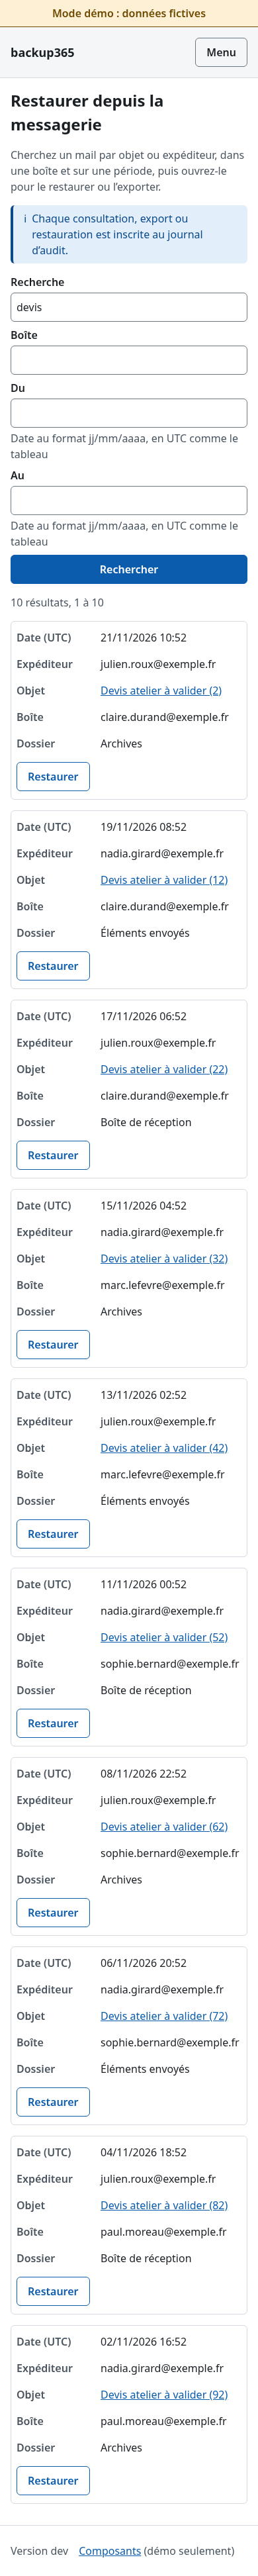 Mode démo : données fictives
backup365
Menu
Restaurer depuis la
messagerie
Cherchez un mail par objet ou expéditeur, dans
une boîte et sur une période, puis ouvrez-le
pour le restaurer ou l’exporter.
i Chaque consultation, export ou
restauration est inscrite au journal
d’audit.
Recherche
devis
Boîte
Du
Date au format jj/mm/aaaa, en UTC comme le
tableau
Au
Date au format jj/mm/aaaa, en UTC comme le
tableau
Rechercher
10 résultats, 1 à 10
Date (UTC) 21/11/2026 10:52
Expéditeur julien.roux@exemple.fr
Objet Devis atelier à valider (2)
Boîte claire.durand@exemple.fr
Dossier Archives
Restaurer
Date (UTC) 19/11/2026 08:52
Expéditeur nadia.girard@exemple.fr
Objet Devis atelier à valider (12)
Boîte claire.durand@exemple.fr
Dossier Éléments envoyés
Restaurer
Date (UTC) 17/11/2026 06:52
Expéditeur julien.roux@exemple.fr
Objet Devis atelier à valider (22)
Boîte claire.durand@exemple.fr
Dossier Boîte de réception
Restaurer
Date (UTC) 15/11/2026 04:52
Expéditeur nadia.girard@exemple.fr
Objet Devis atelier à valider (32)
Boîte marc.lefevre@exemple.fr
Dossier Archives
Restaurer
Date (UTC) 13/11/2026 02:52
Expéditeur julien.roux@exemple.fr
Objet Devis atelier à valider (42)
Boîte marc.lefevre@exemple.fr
Dossier Éléments envoyés
Restaurer
Date (UTC) 11/11/2026 00:52
Expéditeur nadia.girard@exemple.fr
Objet Devis atelier à valider (52)
Boîte sophie.bernard@exemple.fr
Dossier Boîte de réception
Restaurer
Date (UTC) 08/11/2026 22:52
Expéditeur julien.roux@exemple.fr
Objet Devis atelier à valider (62)
Boîte sophie.bernard@exemple.fr
Dossier Archives
Restaurer
Date (UTC) 06/11/2026 20:52
Expéditeur nadia.girard@exemple.fr
Objet Devis atelier à valider (72)
Boîte sophie.bernard@exemple.fr
Dossier Éléments envoyés
Restaurer
Date (UTC) 04/11/2026 18:52
Expéditeur julien.roux@exemple.fr
Objet Devis atelier à valider (82)
Boîte paul.moreau@exemple.fr
Dossier Boîte de réception
Restaurer
Date (UTC) 02/11/2026 16:52
Expéditeur nadia.girard@exemple.fr
Objet Devis atelier à valider (92)
Boîte paul.moreau@exemple.fr
Dossier Archives
Restaurer
Version dev Composants (démo seulement)